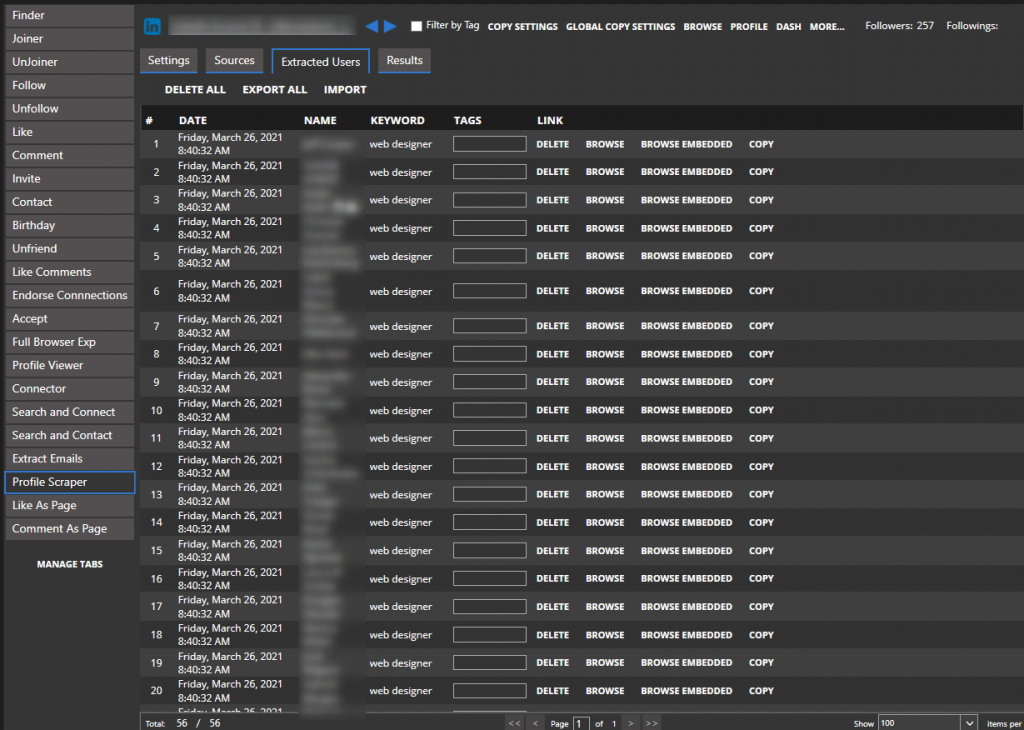 in
Filter by Tag COPY SETTINGS GLOBAL COPY SETTINGS BROWSE PROFILE DASH MORE... Followers: 257 Followings:
Settings Sources Extracted Users Results
DELETE ALL EXPORT ALL IMPORT
Finder
Joiner
UnJoiner
Follow
Unfollow
Like
Comment
Invite
Contact
Birthday
Unfriend
Like Comments
Endorse Connnections
Accept
Full Browser Exp
Profile Viewer
Connector
Search and Connect
Search and Contact
Extract Emails
Profile Scraper
Like As Page
Comment As Page
MANAGE TABS
# DATE NAME KEYWORD TAGS LINK
1 Friday, March 26, 2021 8:40:32 AM web designer DELETE BROWSE BROWSE EMBEDDED COPY
2 Friday, March 26, 2021 8:40:32 AM web designer DELETE BROWSE BROWSE EMBEDDED COPY
3 Friday, March 26, 2021 8:40:32 AM web designer DELETE BROWSE BROWSE EMBEDDED COPY
4 Friday, March 26, 2021 8:40:32 AM web designer DELETE BROWSE BROWSE EMBEDDED COPY
5 Friday, March 26, 2021 8:40:32 AM web designer DELETE BROWSE BROWSE EMBEDDED COPY
6 Friday, March 26, 2021 8:40:32 AM web designer DELETE BROWSE BROWSE EMBEDDED COPY
7 Friday, March 26, 2021 8:40:32 AM web designer DELETE BROWSE BROWSE EMBEDDED COPY
8 Friday, March 26, 2021 8:40:32 AM web designer DELETE BROWSE BROWSE EMBEDDED COPY
9 Friday, March 26, 2021 8:40:32 AM web designer DELETE BROWSE BROWSE EMBEDDED COPY
10 Friday, March 26, 2021 8:40:32 AM web designer DELETE BROWSE BROWSE EMBEDDED COPY
11 Friday, March 26, 2021 8:40:32 AM web designer DELETE BROWSE BROWSE EMBEDDED COPY
12 Friday, March 26, 2021 8:40:32 AM web designer DELETE BROWSE BROWSE EMBEDDED COPY
13 Friday, March 26, 2021 8:40:32 AM web designer DELETE BROWSE BROWSE EMBEDDED COPY
14 Friday, March 26, 2021 8:40:32 AM web designer DELETE BROWSE BROWSE EMBEDDED COPY
15 Friday, March 26, 2021 8:40:32 AM web designer DELETE BROWSE BROWSE EMBEDDED COPY
16 Friday, March 26, 2021 8:40:32 AM web designer DELETE BROWSE BROWSE EMBEDDED COPY
17 Friday, March 26, 2021 8:40:32 AM web designer DELETE BROWSE BROWSE EMBEDDED COPY
18 Friday, March 26, 2021 8:40:32 AM web designer DELETE BROWSE BROWSE EMBEDDED COPY
19 Friday, March 26, 2021 8:40:32 AM web designer DELETE BROWSE BROWSE EMBEDDED COPY
20 Friday, March 26, 2021 8:40:32 AM web designer DELETE BROWSE BROWSE EMBEDDED COPY
Friday, March 26, 2021
Total: 56 / 56 << < Page 1 of 1 > >> Show 100 items per